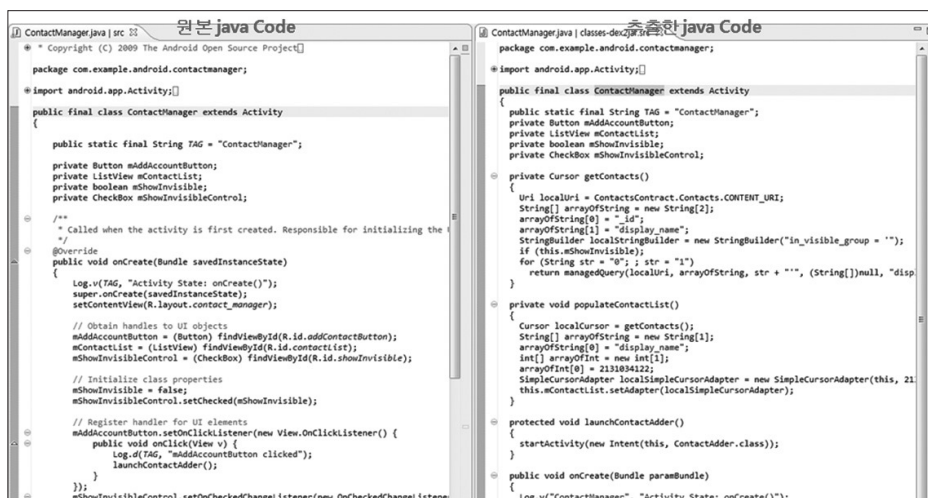 원본 java Code
ContactManager.java | src
* Copyright (C) 2009 The Android Open Source Project
package com.example.android.contactmanager;
import android.app.Activity;
public final class ContactManager extends Activity
{
public static final String TAG = "ContactManager";
private Button mAddAccountButton;
private ListView mContactList;
private boolean mShowInvisible;
private CheckBox mShowInvisibleControl;
/**
* Called when the activity is first created. Responsible for initializing the
*/
@Override
public void onCreate(Bundle savedInstanceState)
{
Log.v(TAG, "Activity State: onCreate()");
super.onCreate(savedInstanceState);
setContentView(R.layout.contact_manager);
// Obtain handles to UI objects
mAddAccountButton = (Button) findViewById(R.id.addContactButton);
mContactList = (ListView) findViewById(R.id.contactList);
mShowInvisibleControl = (CheckBox) findViewById(R.id.showInvisible);
// Initialize class properties
mShowInvisible = false;
mShowInvisibleControl.setChecked(mShowInvisible);
// Register handler for UI elements
mAddAccountButton.setOnClickListener(new View.OnClickListener() {
public void onClick(View v) {
Log.d(TAG, "mAddAccountButton clicked");
launchContactAdder();
}
});
mShowInvisibleControl.setOnCheckedChangeListener(new OnCheckedChangeListene
추출한 java Code
ContactManager.java | classes-dex2jar.src
package com.example.android.contactmanager;
import android.app.Activity;
public final class ContactManager extends Activity
{
public static final String TAG = "ContactManager";
private Button mAddAccountButton;
private ListView mContactList;
private boolean mShowInvisible;
private CheckBox mShowInvisibleControl;
private Cursor getContacts()
{
Uri localUri = ContactsContract.Contacts.CONTENT_URI;
String[] arrayOfString = new String[2];
arrayOfString[0] = "_id";
arrayOfString[1] = "display_name";
StringBuilder localStringBuilder = new StringBuilder("in_visible_group = '");
if (this.mShowInvisible);
for (String str = "0"; ; str = "1")
return managedQuery(localUri, arrayOfString, str + "'", (String[])null, "disp
}
private void populateContactList()
{
Cursor localCursor = getContacts();
String[] arrayOfString = new String[1];
arrayOfString[0] = "display_name";
int[] arrayOfInt = new int[1];
arrayOfInt[0] = 2131034122;
SimpleCursorAdapter localSimpleCursorAdapter = new SimpleCursorAdapter(this, 21
this.mContactList.setAdapter(localSimpleCursorAdapter);
}
protected void launchContactAdder()
{
startActivity(new Intent(this, ContactAdder.class));
}
public void onCreate(Bundle paramBundle)
{
Log.v("ContactManager", "Activity State: onCreate()");